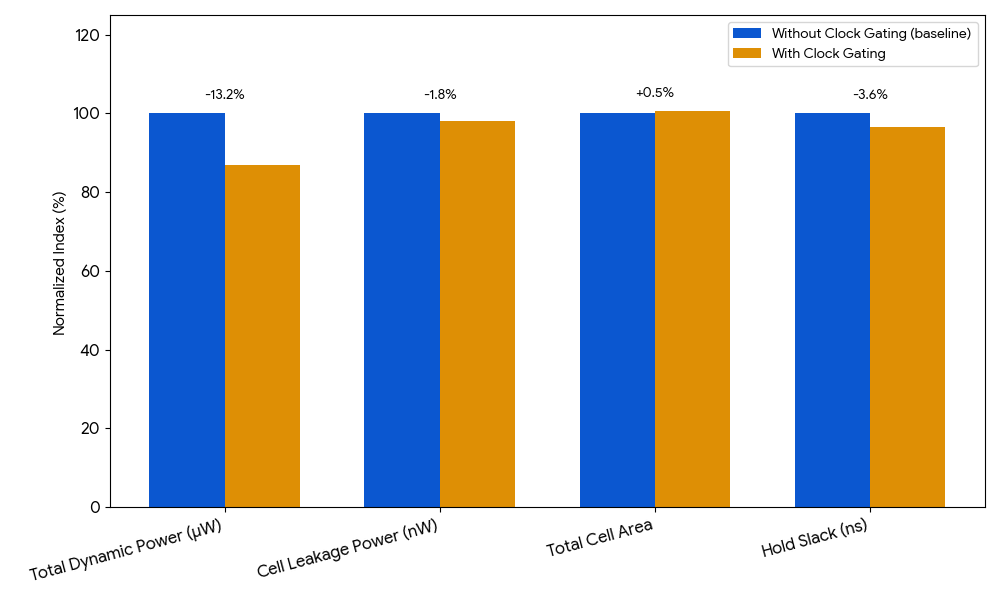 Without Clock Gating (baseline)
With Clock Gating
120
100
80
60
40
20
0
Normalized Index (%)
-13.2%
-1.8%
+0.5%
-3.6%
Total Dynamic Power (μW)
Cell Leakage Power (nW)
Total Cell Area
Hold Slack (ns)